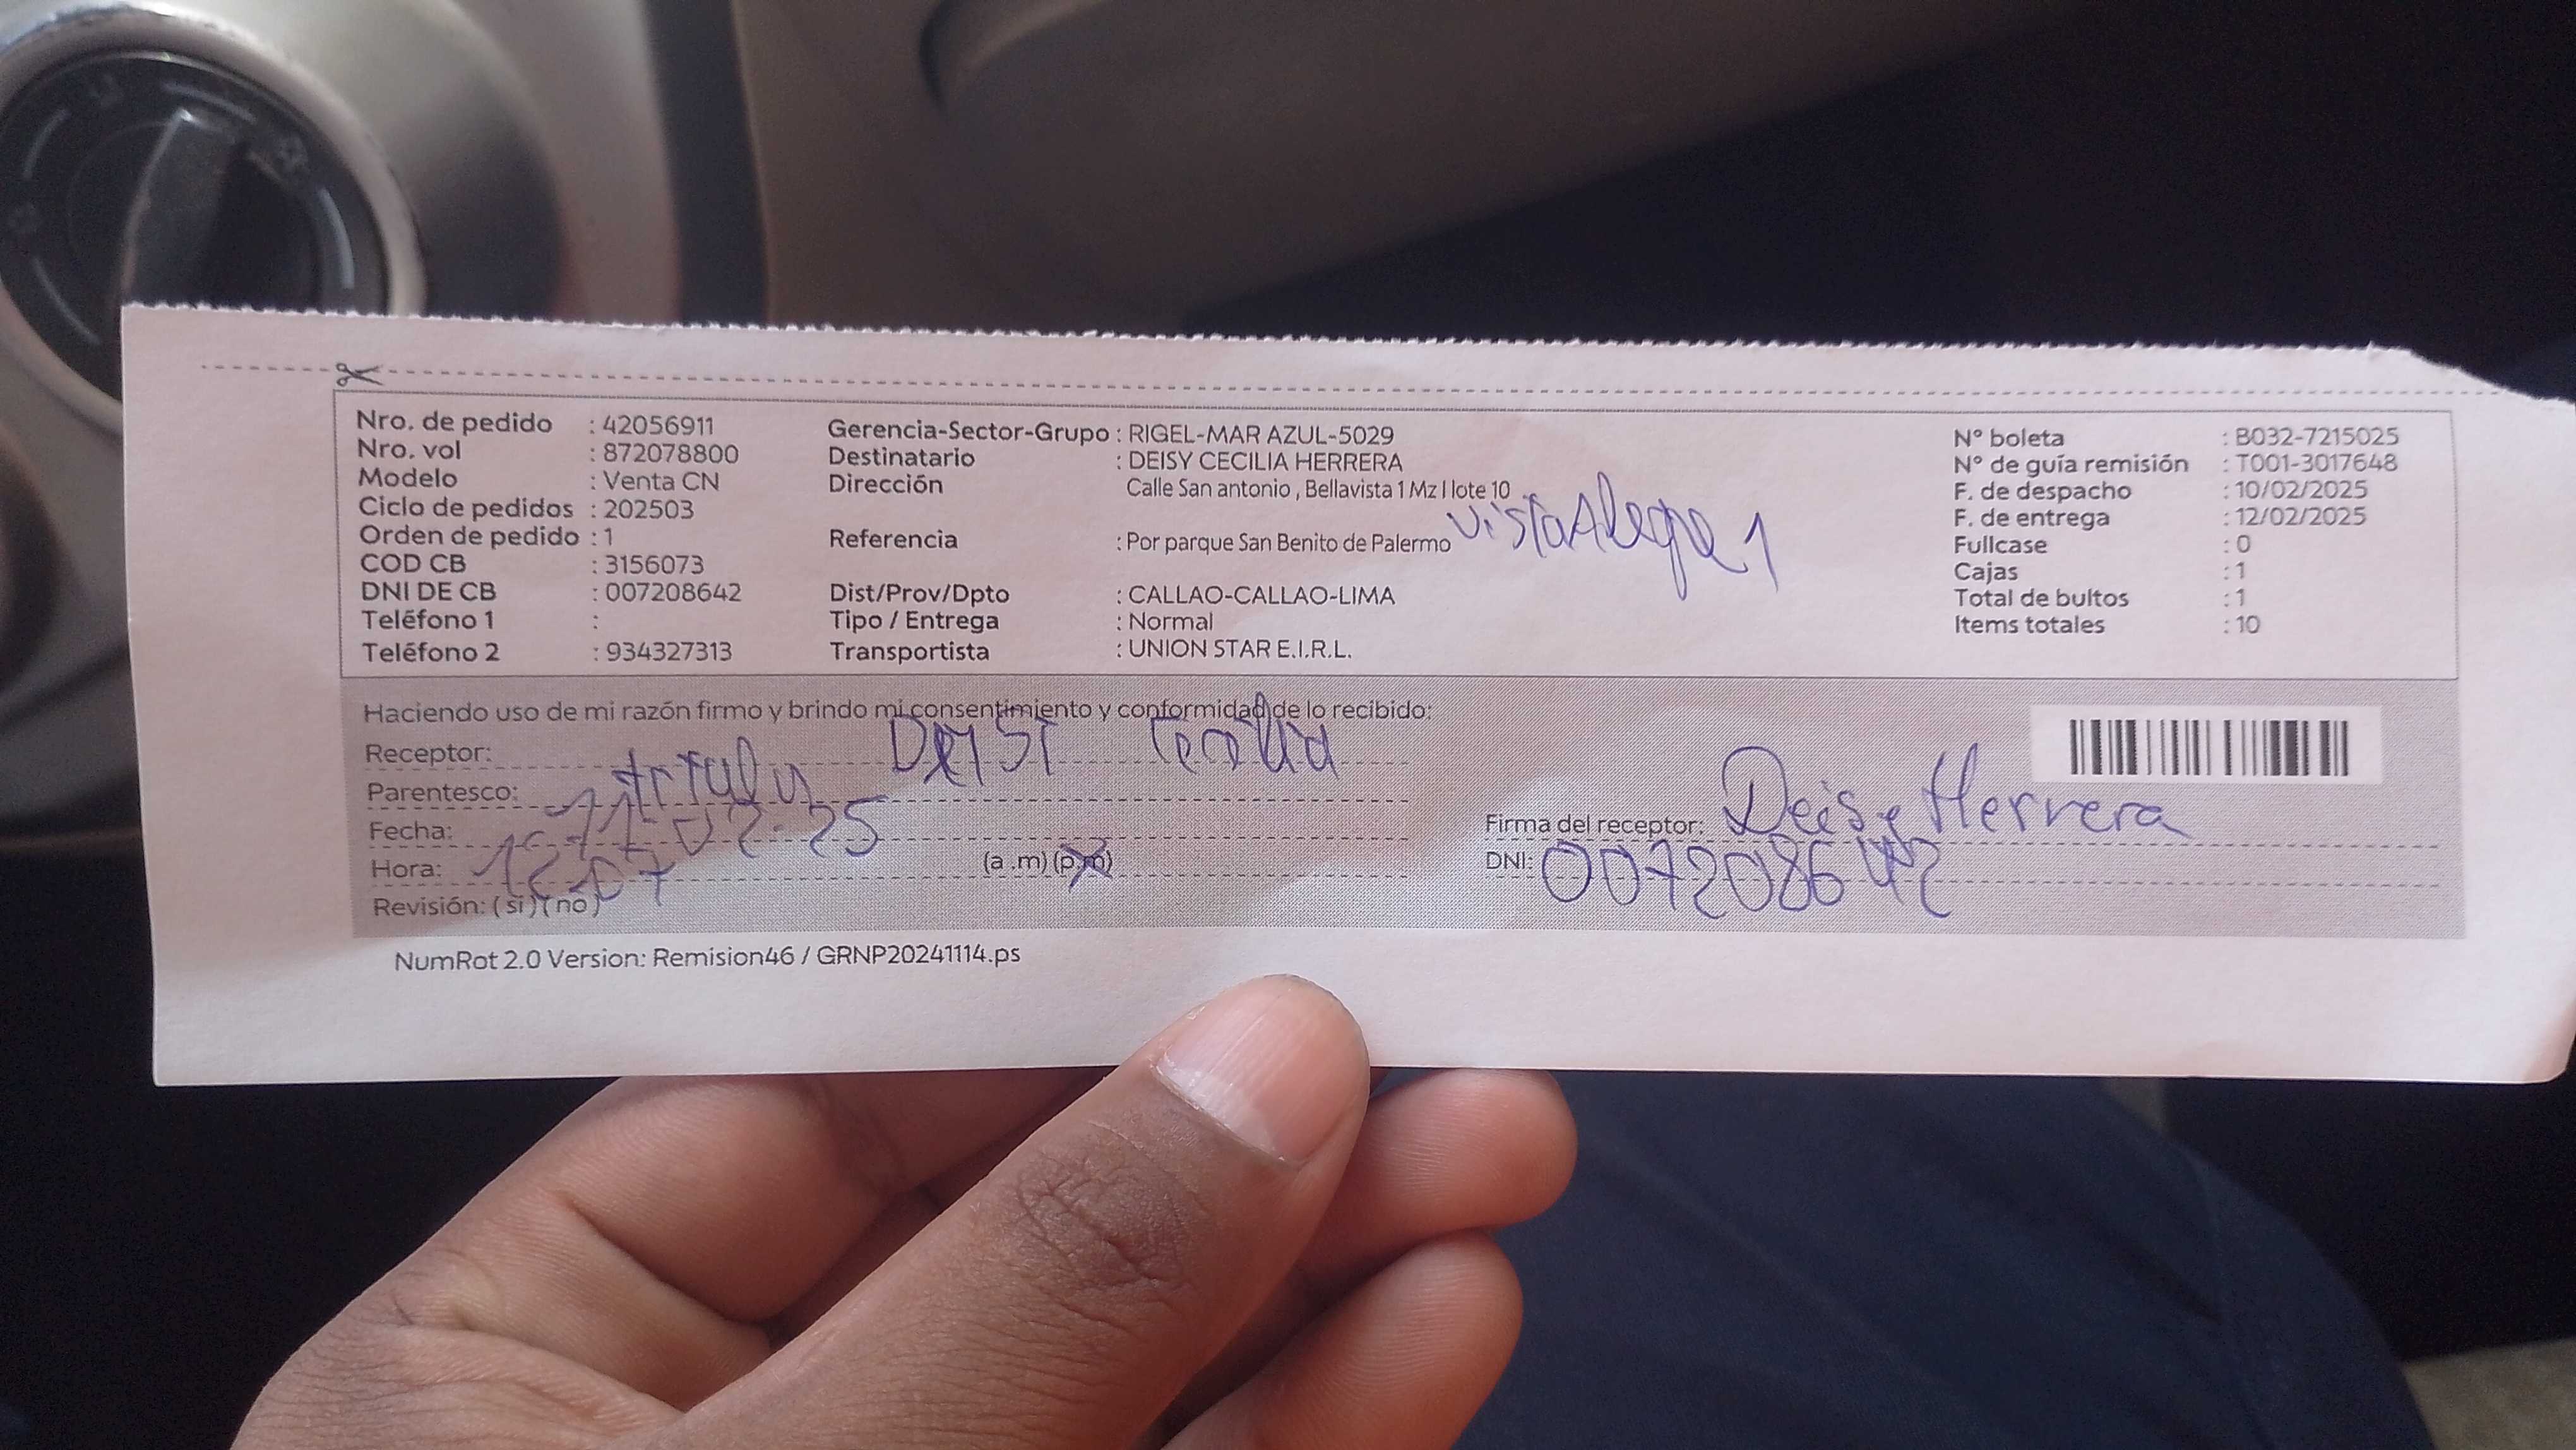 Nro. de pedido : 42056911
Nro. vol : 872078800
Modelo : Venta CN
Ciclo de pedidos : 202503
Orden de pedido : 1
COD CB : 3156073
DNI DE CB : 007208642
Teléfono 1 :
Teléfono 2 : 934327313
Gerencia-Sector-Grupo : RIGEL-MAR AZUL-5029
Destinatario : DEISY CECILIA HERRERA
Dirección Calle San antonio , Bellavista 1 Mz I lote 10
Vista Alegre 1
Referencia : Por parque San Benito de Palermo
Dist/Prov/Dpto : CALLAO-CALLAO-LIMA
Tipo / Entrega : Normal
Transportista : UNION STAR E.I.R.L.
N° boleta : B032-7215025
N° de guía remisión : T001-3017648
F. de despacho : 10/02/2025
F. de entrega : 12/02/2025
Fullcase : 0
Cajas : 1
Total de bultos : 1
Items totales : 10
Haciendo uso de mi razón firmo y brindo mi consentimiento y conformidad de lo recibido:
Receptor: Cecilia
Parentesco:
Fecha: 02-25
Hora: (a .m) (p.m)
Revisión: ( si ) ( no )
Firma del receptor: Deisy Herrera
DNI: 007208642
NumRot 2.0 Version: Remision46 / GRNP20241114.ps